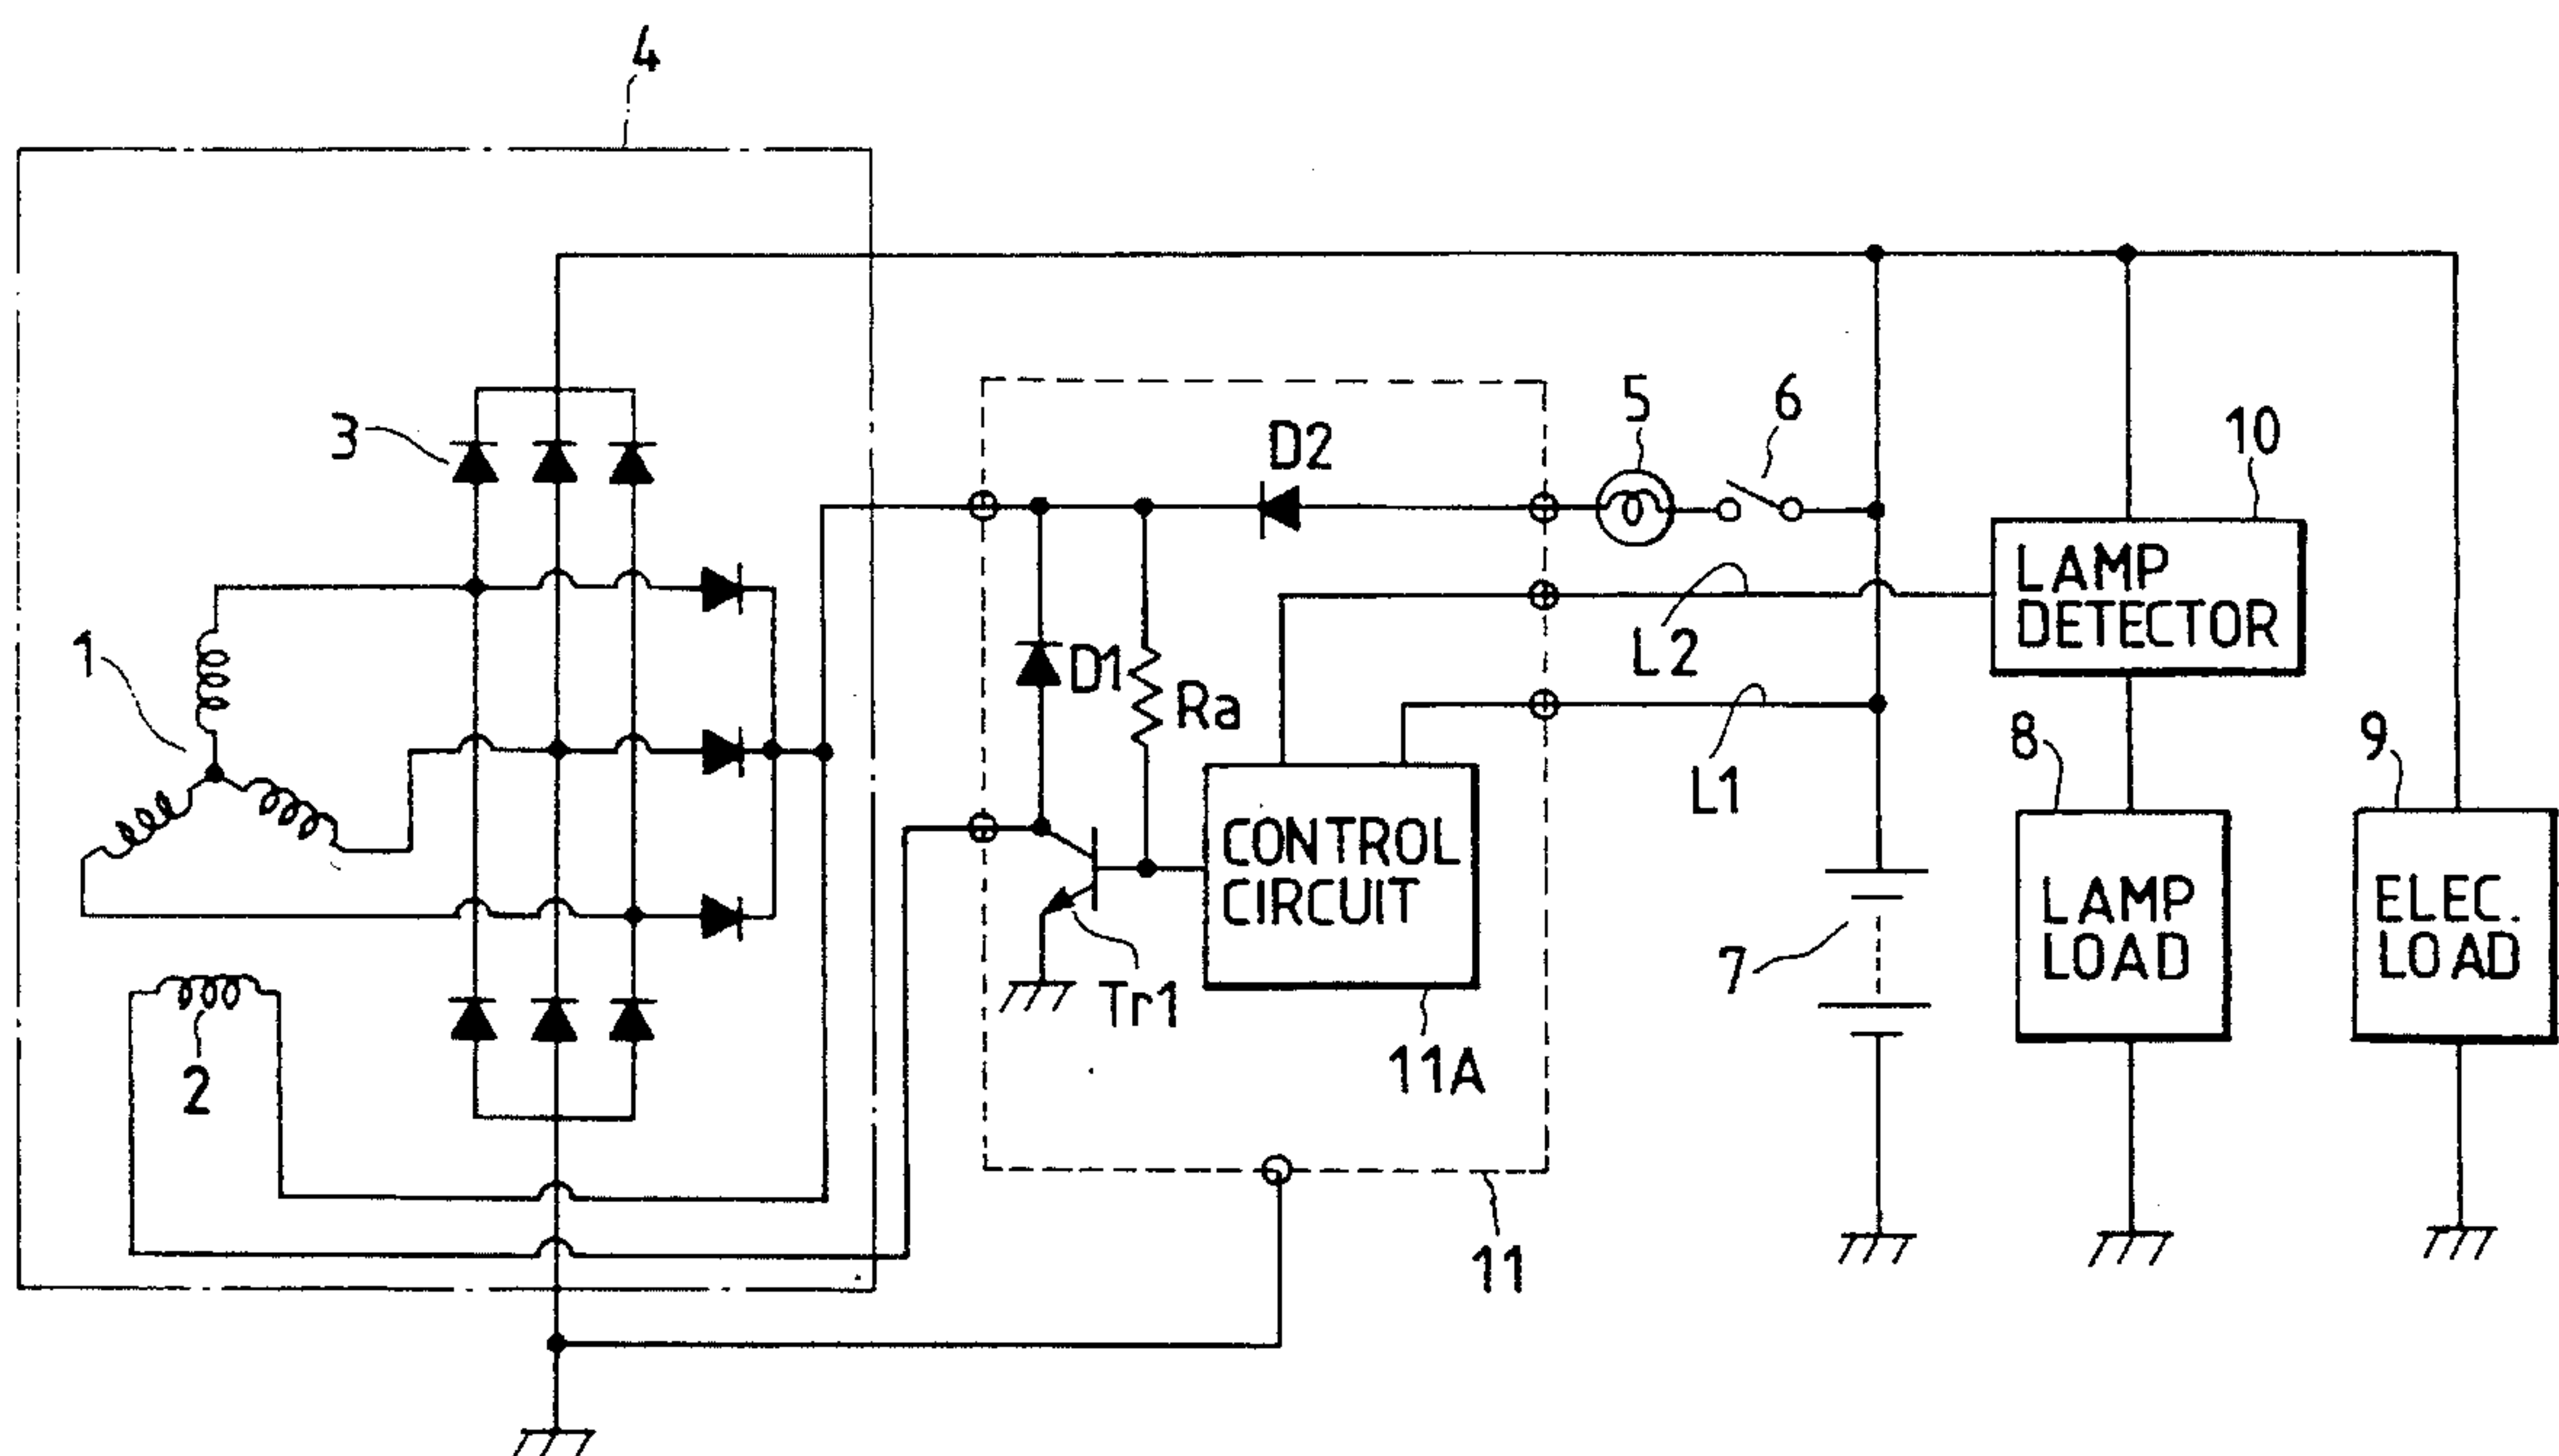 4
3
D2
5
6
10
LAMP
DETECTOR
1
D1
Ra
L2
L1
8
9
CONTROL
CIRCUIT
LAMP
LOAD
ELEC.
LOAD
7
Tr1
2
11A
11